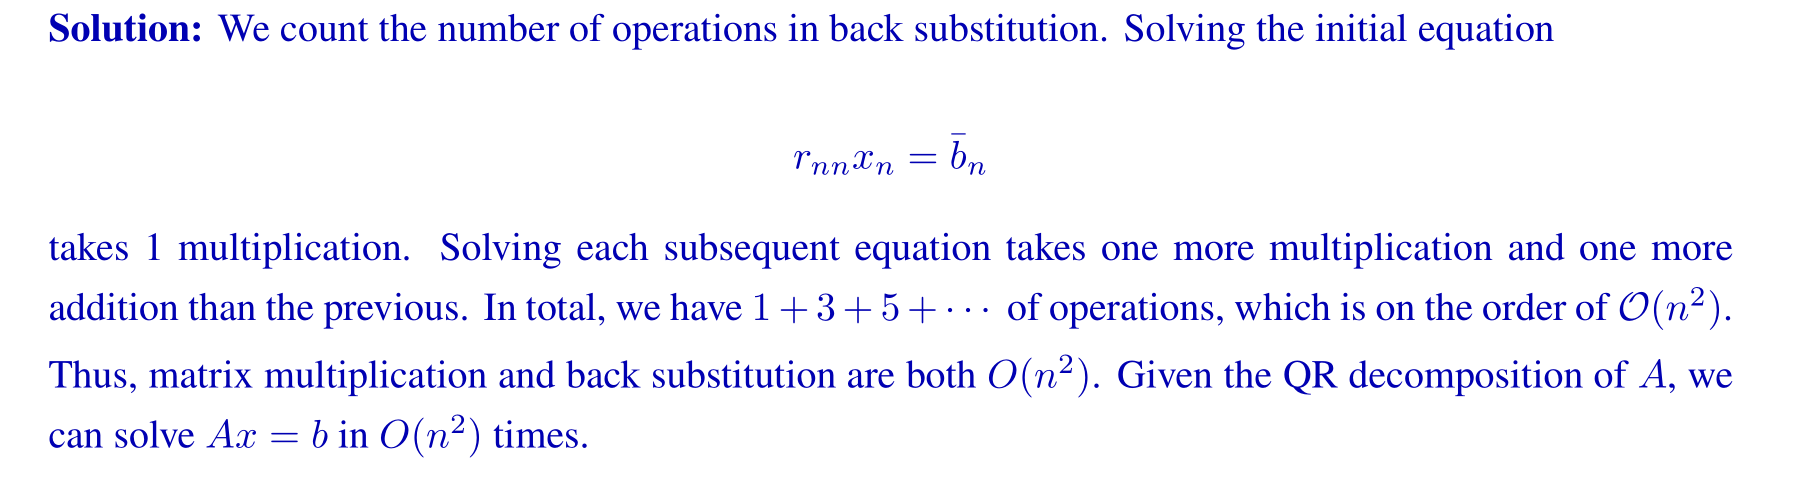 Solution: We count the number of operations in back substitution. Solving the initial equation
$r_{nn}x_n = \bar{b}_n$
takes 1 multiplication. Solving each subsequent equation takes one more multiplication and one more
addition than the previous. In total, we have $1 + 3 + 5 + \cdots$ of operations, which is on the order of $\mathcal{O}(n^2)$.
Thus, matrix multiplication and back substitution are both $O(n^2)$. Given the QR decomposition of $A$, we
can solve $Ax = b$ in $O(n^2)$ times.